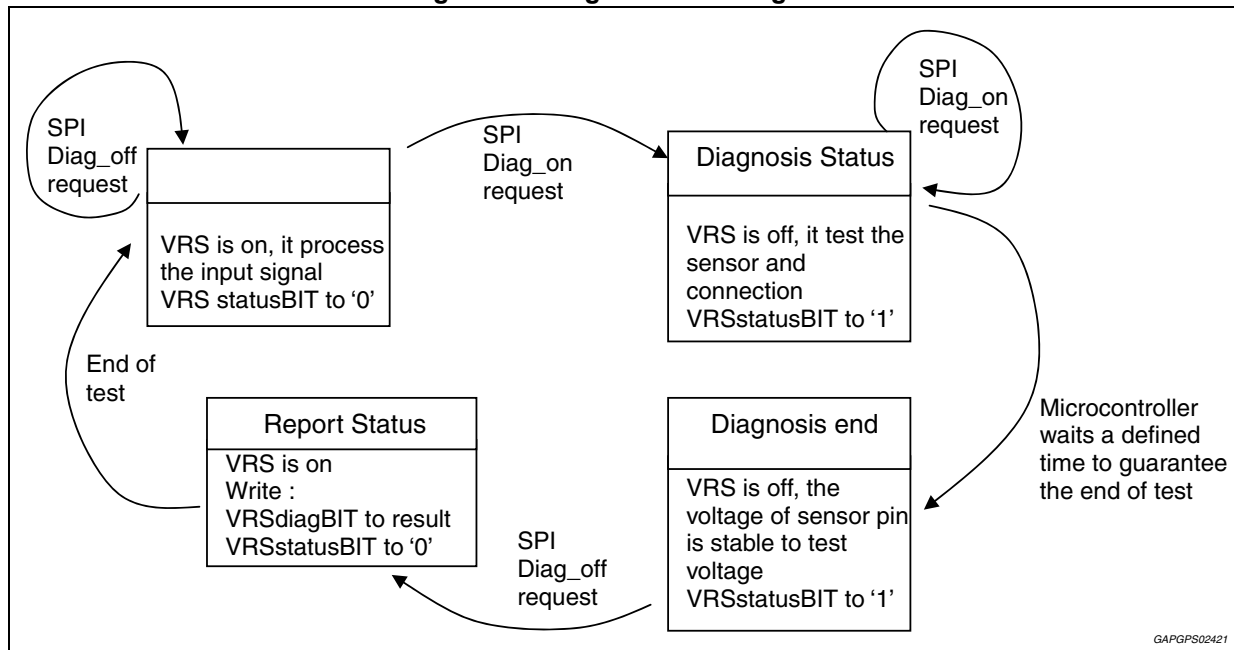 SPI
Diag_off
request
VRS is on, it process
the input signal
VRS statusBIT to ‘0’
SPI
Diag_on
request
Diagnosis Status
VRS is off, it test the
sensor and
connection
VRSstatusBIT to ‘1’
SPI
Diag_on
request
End of
test
Report Status
VRS is on
Write :
VRSdiagBIT to result
VRSstatusBIT to ‘0’
SPI
Diag_off
request
Diagnosis end
VRS is off, the
voltage of sensor pin
is stable to test
voltage
VRSstatusBIT to ‘1’
Microcontroller
waits a defined
time to guarantee
the end of test
GAPGPS02421